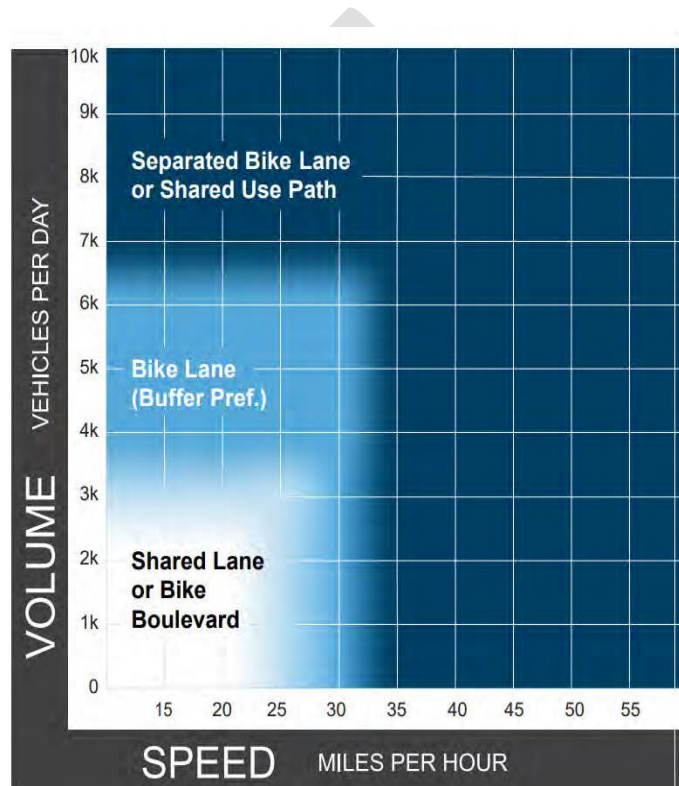 10k
9k
8k
7k
6k
5k
4k
3k
2k
1k
0
VOLUME VEHICLES PER DAY
Separated Bike Lane
or Shared Use Path
Bike Lane
(Buffer Pref.)
Shared Lane
or Bike
Boulevard
15 20 25 30 35 40 45 50 55
SPEED MILES PER HOUR